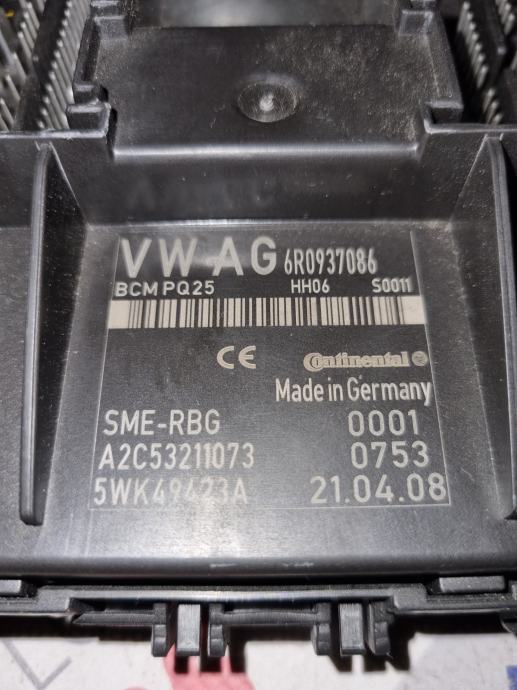 VW AG 6R0937086
BCM PQ25 HH06 S0011
CE Continental
Made in Germany
SME-RBG 0001
A2C53211073 0753
5WK49423A 21.04.08